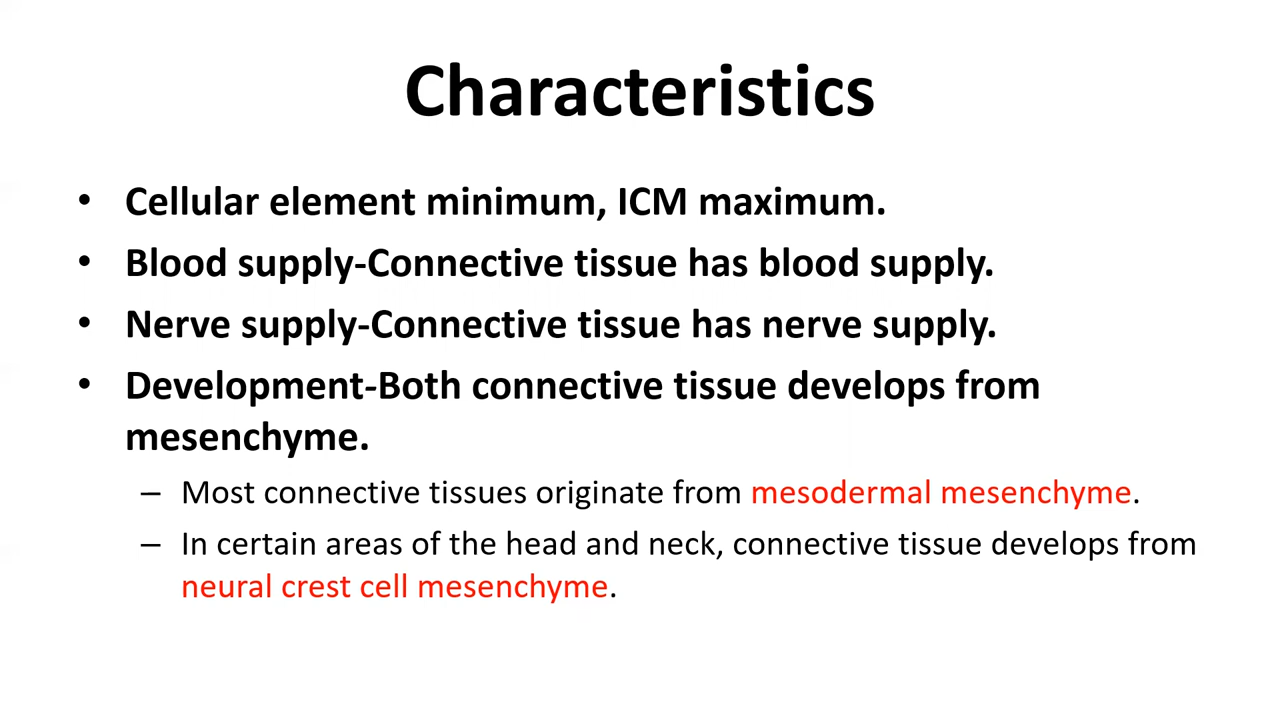 Characteristics
• Cellular element minimum, ICM maximum.
• Blood supply-Connective tissue has blood supply.
• Nerve supply-Connective tissue has nerve supply.
• Development-Both connective tissue develops from
mesenchyme.
– Most connective tissues originate from mesodermal mesenchyme.
– In certain areas of the head and neck, connective tissue develops from
neural crest cell mesenchyme.